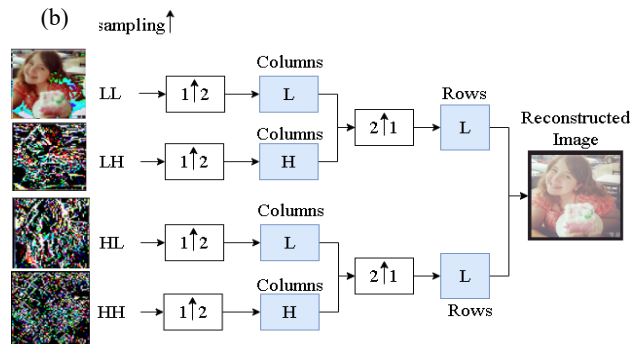 (b)
sampling↑
Columns
LL 1↑2 L
Rows
2↑1 L
Reconstructed
Image
Columns
LH 1↑2 H
Columns
HL 1↑2 L
2↑1 L
Rows
Columns
HH 1↑2 H